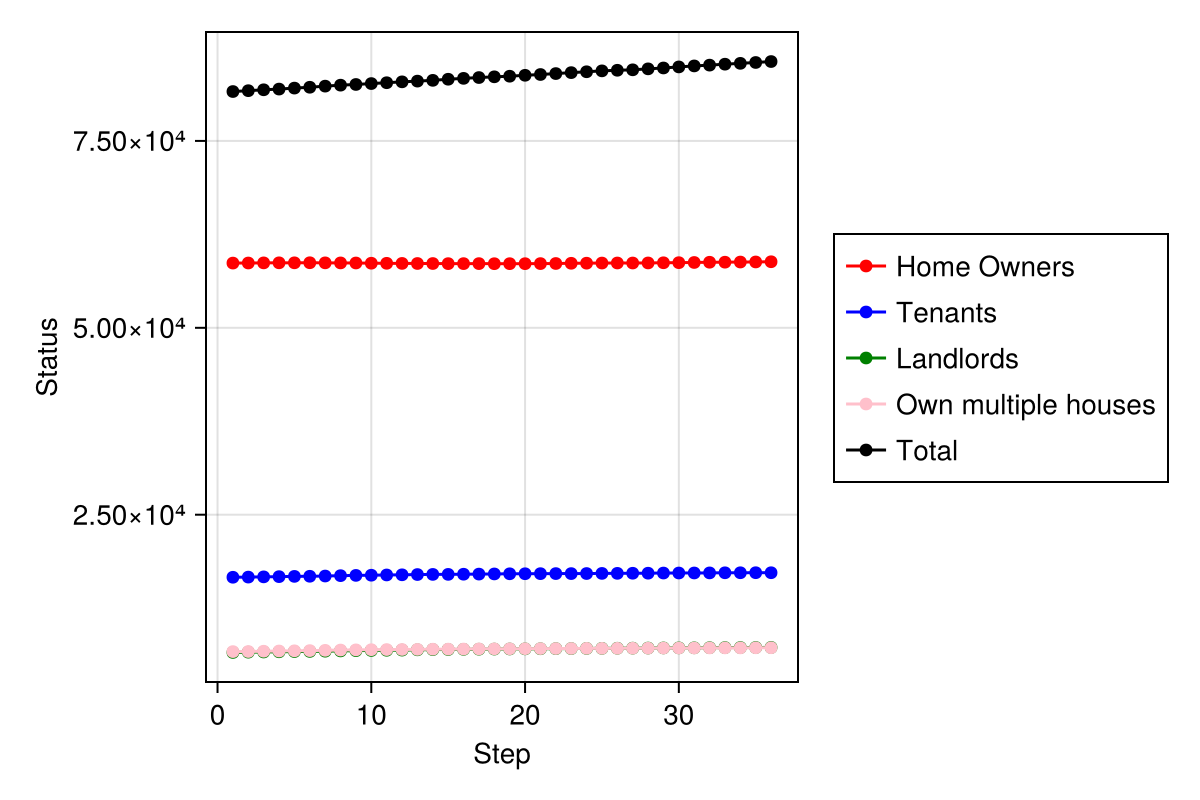 7.50×10⁴
5.00×10⁴
2.50×10⁴
Status
0 10 20 30
Step
Home Owners
Tenants
Landlords
Own multiple houses
Total